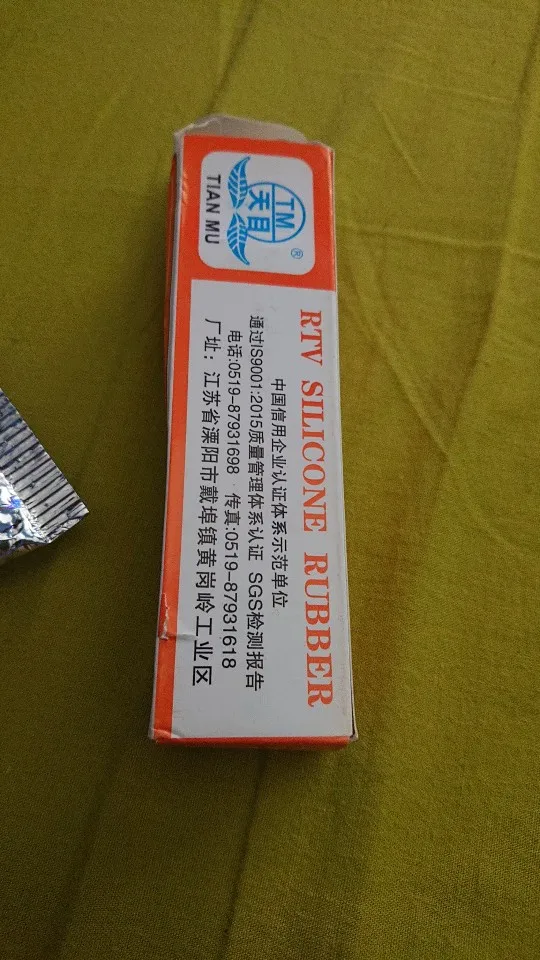 TM
天目
®
TIAN MU
RTV SILICONE RUBBER
中国信用企业认证体系示范单位
通过IS9001:2015质量管理体系认证 SGS检测报告
电话:0519-87931698 传真:0519-87931618
厂址：江苏省溧阳市戴埠镇黄岗岭工业区